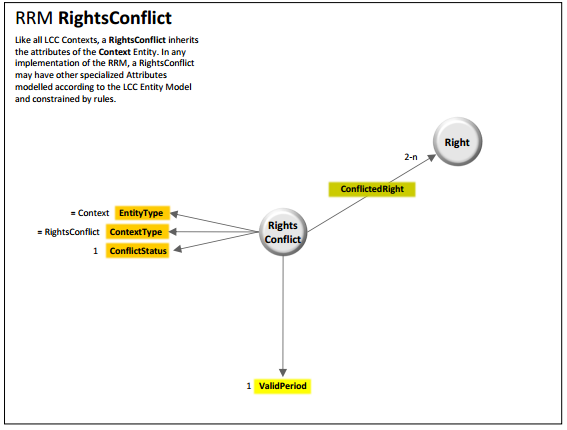 RRM RightsConflict
Like all LCC Contexts, a RightsConflict inherits
the attributes of the Context Entity. In any
implementation of the RRM, a RightsConflict
may have other specialized Attributes
modelled according to the LCC Entity Model
and constrained by rules.
Right
2-n
ConflictedRight
= Context EntityType
= RightsConflict ContextType
1 ConflictStatus
Rights
Conflict
1 ValidPeriod